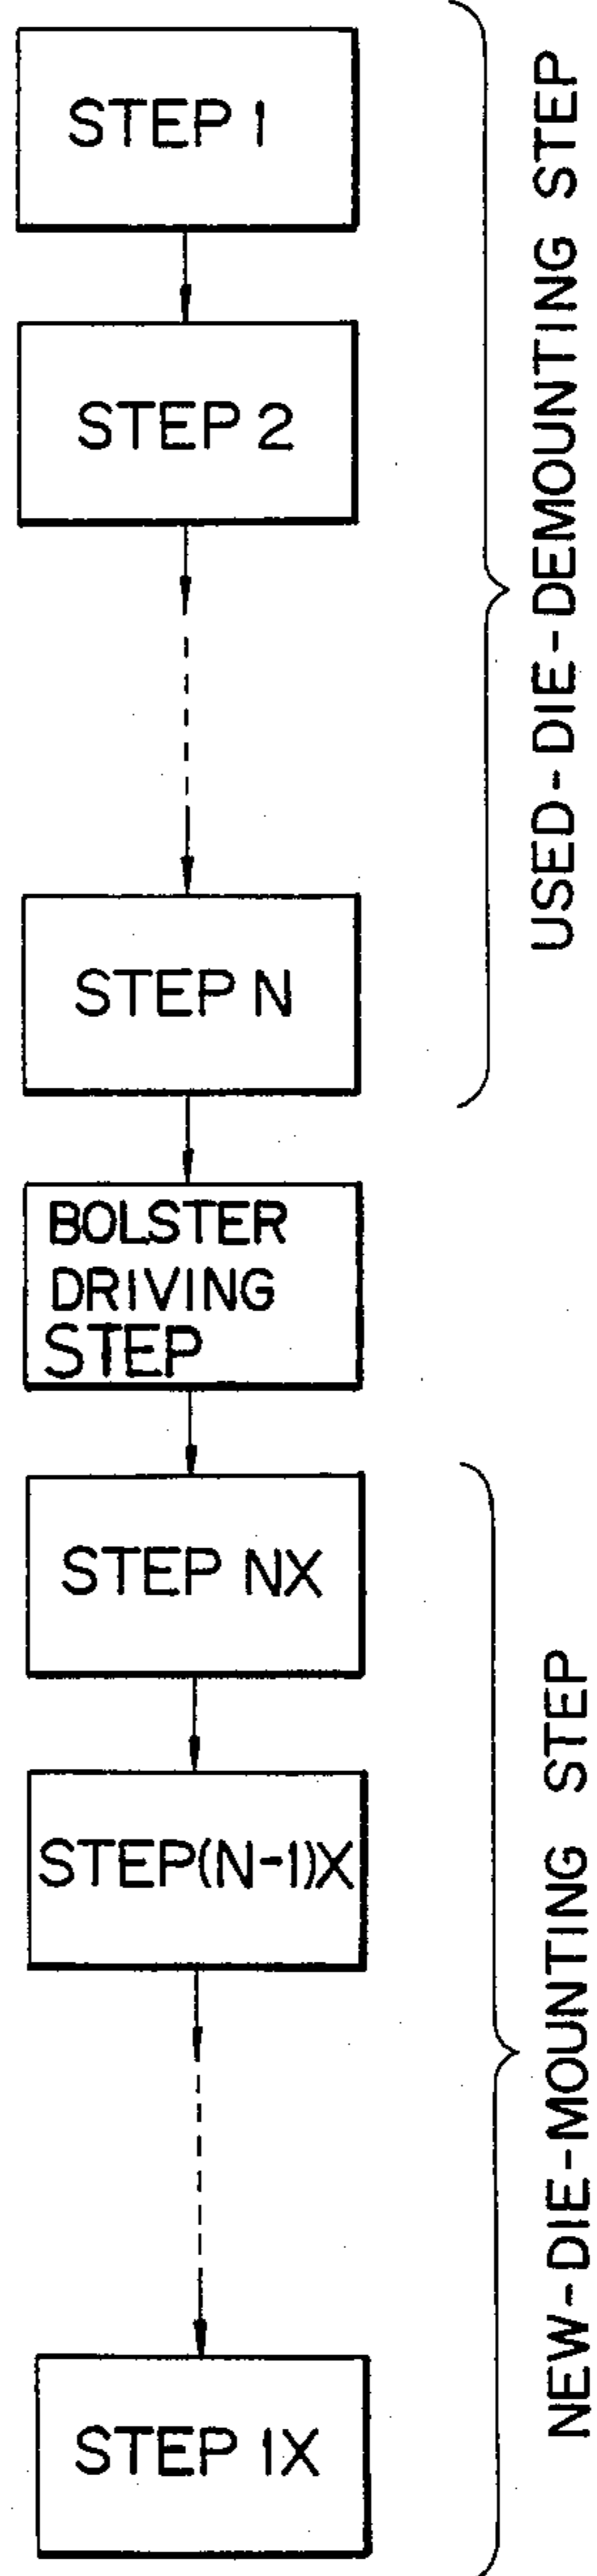 STEP 1
STEP 2
STEP N
USED-DIE-DEMOUNTING STEP
BOLSTER
DRIVING
STEP
STEP NX
STEP(N-1)X
STEP 1X
NEW-DIE-MOUNTING STEP